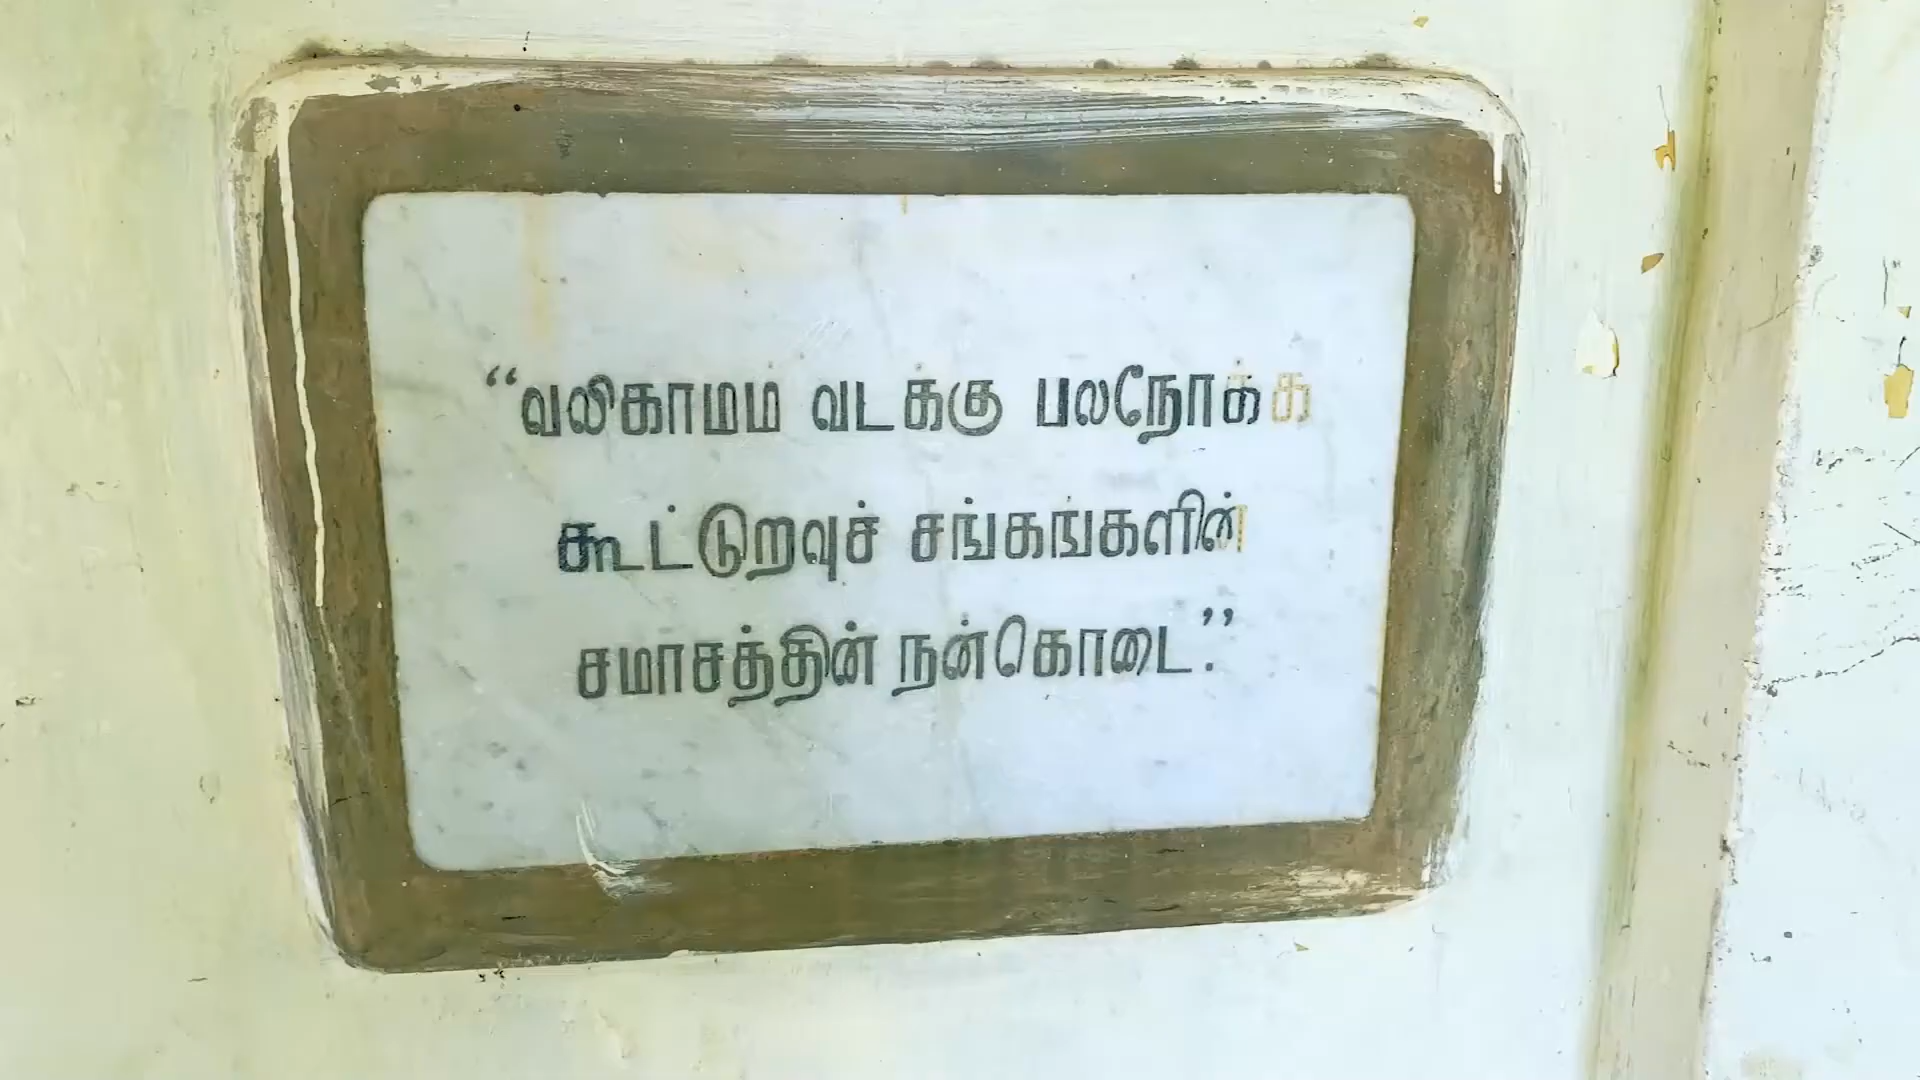 “வலிகாமம் வடக்கு பலநோக்க
கூட்டுறவுச் சங்கங்களின்
சமாசத்தின் நன்கொடை.”